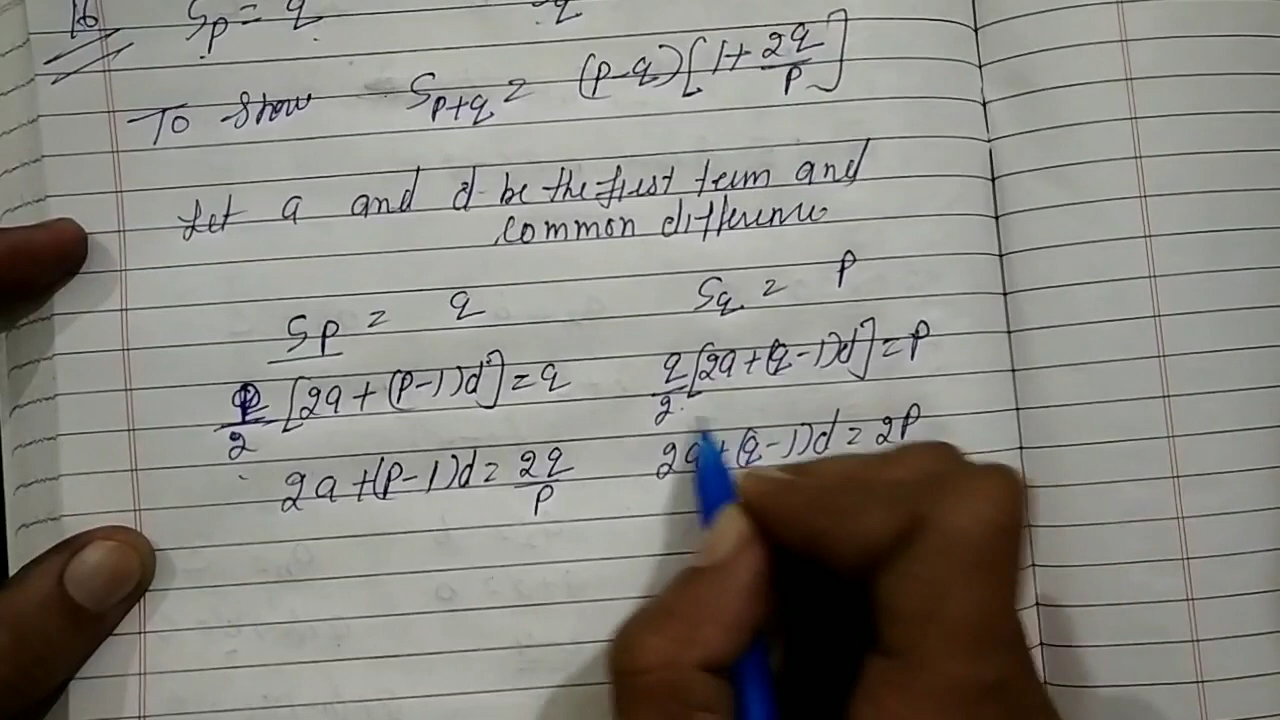 16 Sp = q q
To show Sp+q = (p-q)[1+2q/p]
Let a and d be the first term and
common difference
Sp = q Sq = p
p/2 [2a+(p-1)d] = q q/2 [2a+(q-1)d] = p
2a+(p-1)d = 2q/p 2a+(q-1)d = 2p